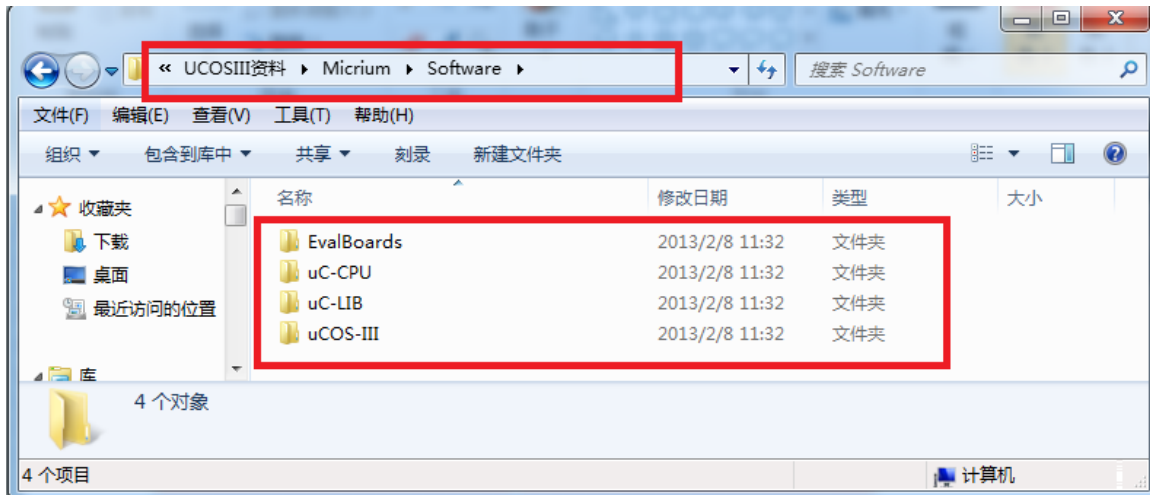 « UCOSIII资料 ▸ Micrium ▸ Software ▸ 搜索 Software
文件(F) 编辑(E) 查看(V) 工具(T) 帮助(H)
组织 包含到库中 共享 刻录 新建文件夹
收藏夹
下载
桌面
最近访问的位置
库
名称 修改日期 类型 大小
EvalBoards 2013/2/8 11:32 文件夹
uC-CPU 2013/2/8 11:32 文件夹
uC-LIB 2013/2/8 11:32 文件夹
uCOS-III 2013/2/8 11:32 文件夹
4 个对象
4 个项目 计算机